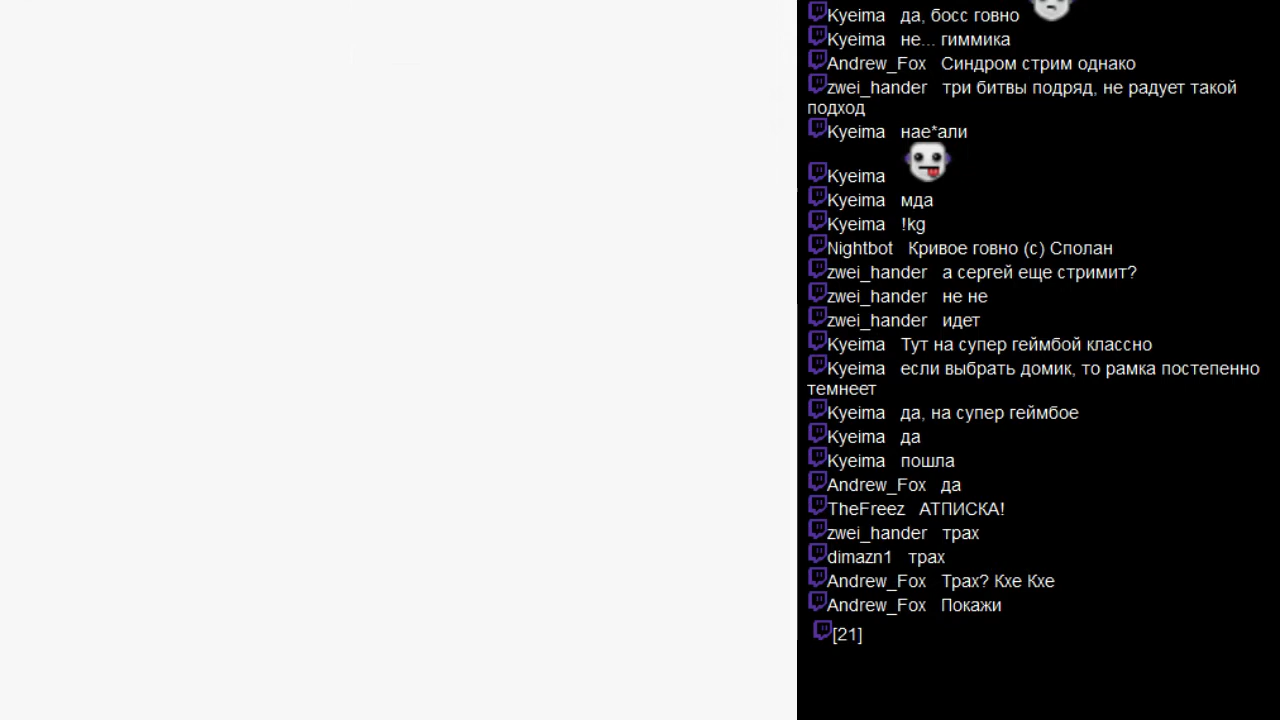 Kyeima да, босс говно
Kyeima не... гиммика
Andrew_Fox Синдром стрим однако
zwei_hander три битвы подряд, не радует такой
подход
Kyeima нае*али
Kyeima
Kyeima мда
Kyeima !kg
Nightbot Кривое говно (с) Сполан
zwei_hander а сергей еще стримит?
zwei_hander не не
zwei_hander идет
Kyeima Тут на супер геймбой классно
Kyeima если выбрать домик, то рамка постепенно
темнеет
Kyeima да, на супер геймбое
Kyeima да
Kyeima пошла
Andrew_Fox да
TheFreez АТПИСКА!
zwei_hander трах
dimazn1 трах
Andrew_Fox Трах? Кхе Кхе
Andrew_Fox Покажи
[21]